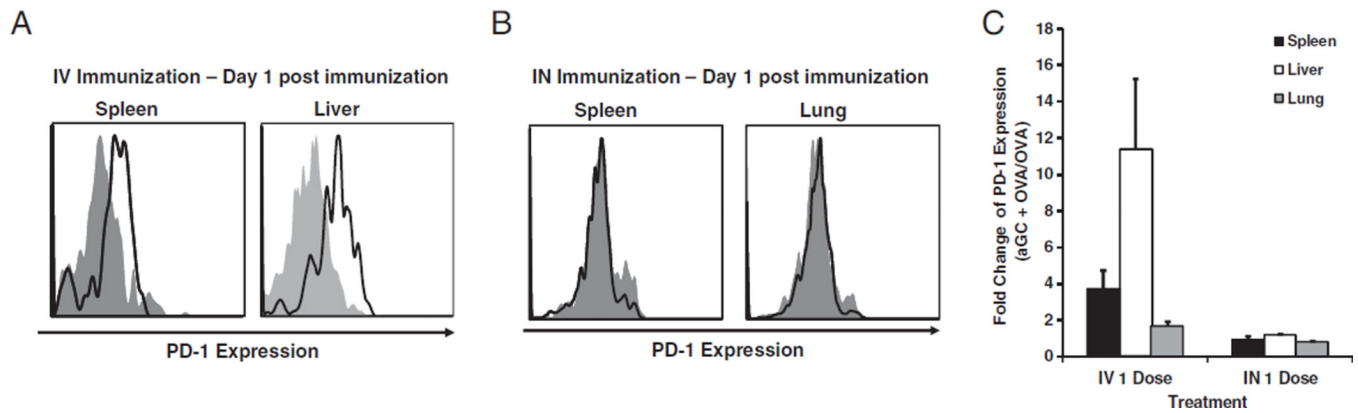 A
IV Immunization – Day 1 post immunization
Spleen
Liver
PD-1 Expression
B
IN Immunization – Day 1 post immunization
Spleen
Lung
PD-1 Expression
C
Fold Change of PD-1 Expression
(aGC + OVA/OVA)
18
16
14
12
10
8
6
4
2
0
Spleen
Liver
Lung
IV 1 Dose
IN 1 Dose
Treatment